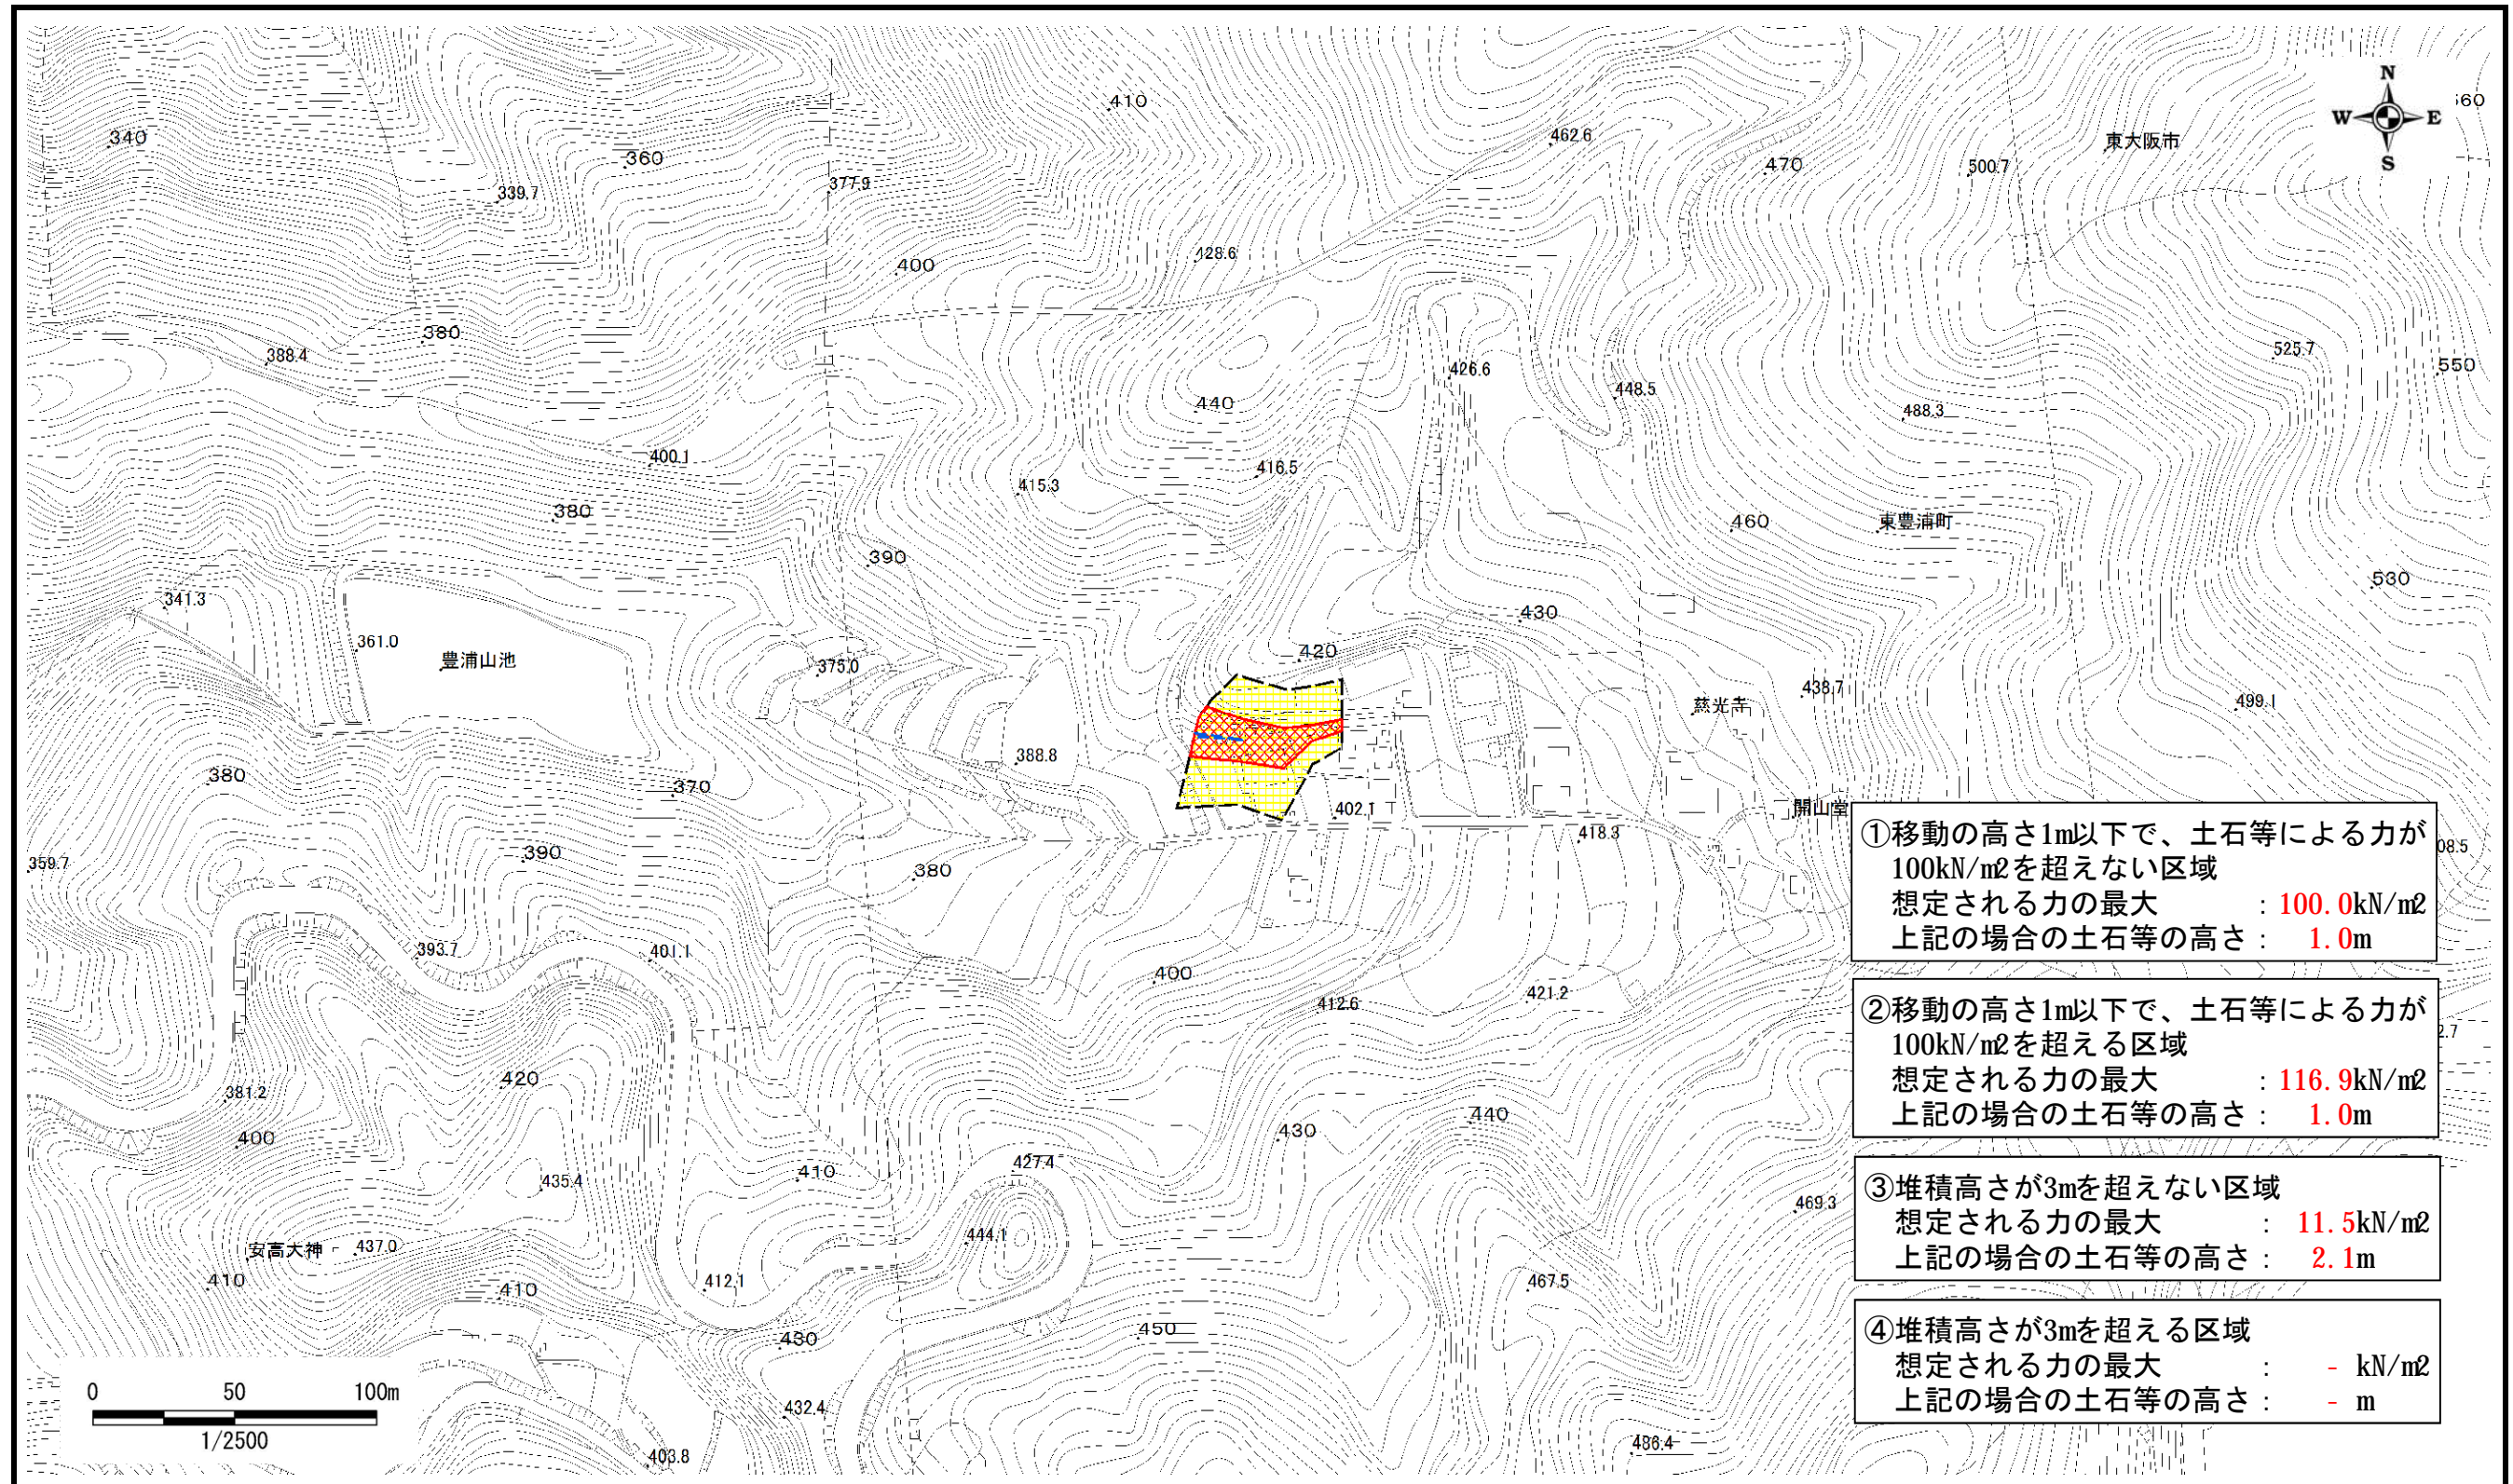 N
W E
S
560
410
462.6
東大阪市
340
360
470
500.7
339.7
377.9
400
428.6
380
388.4
525.7
550
426.6
448.5
440
488.3
400.1
416.5
415.3
380
460
東豊浦町
390
530
341.3
430
361.0
豊浦山池
375.0
420
438.7
慈光寺
499.1
388.8
380
370
402.1
開山堂
418.3
359.7
390
380
08.5
①移動の高さ1m以下で、土石等による力が
100kN/m2を超えない区域
想定される力の最大 : 100.0kN/m2
上記の場合の土石等の高さ : 1.0m
393.7
401.1
400
421.2
412.6
②移動の高さ1m以下で、土石等による力が
100kN/m2を超える区域
想定される力の最大 : 116.9kN/m2
上記の場合の土石等の高さ : 1.0m
2.7
420
381.2
440
400
430
427.4
410
435.4
469.3
③堆積高さが3mを超えない区域
想定される力の最大 : 11.5kN/m2
上記の場合の土石等の高さ : 2.1m
444.1
安高大神
437.0
410
410
412.1
467.5
430
450
④堆積高さが3mを超える区域
想定される力の最大 : - kN/m2
上記の場合の土石等の高さ : - m
0 50 100m
1/2500
432.4
403.8
486.4